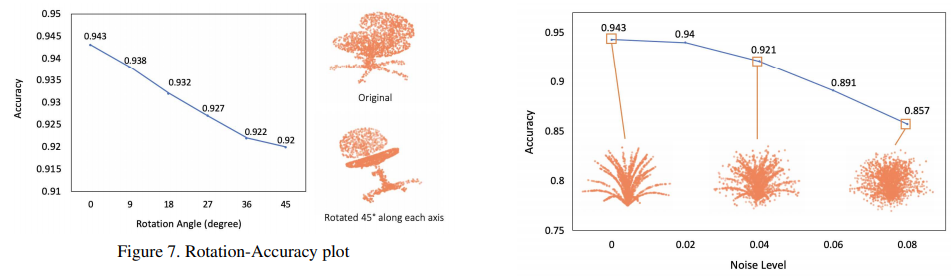 0.95
0.945
0.94
0.935
0.93
0.925
0.92
0.915
0.91
Accuracy
0.943
0.938
0.932
0.927
0.922
0.92
0 9 18 27 36 45
Rotation Angle (degree)
Original
Rotated 45° along each axis
Figure 7. Rotation-Accuracy plot
0.95
0.9
0.85
0.8
0.75
Accuracy
0.943
0.94
0.921
0.891
0.857
0 0.02 0.04 0.06 0.08
Noise Level